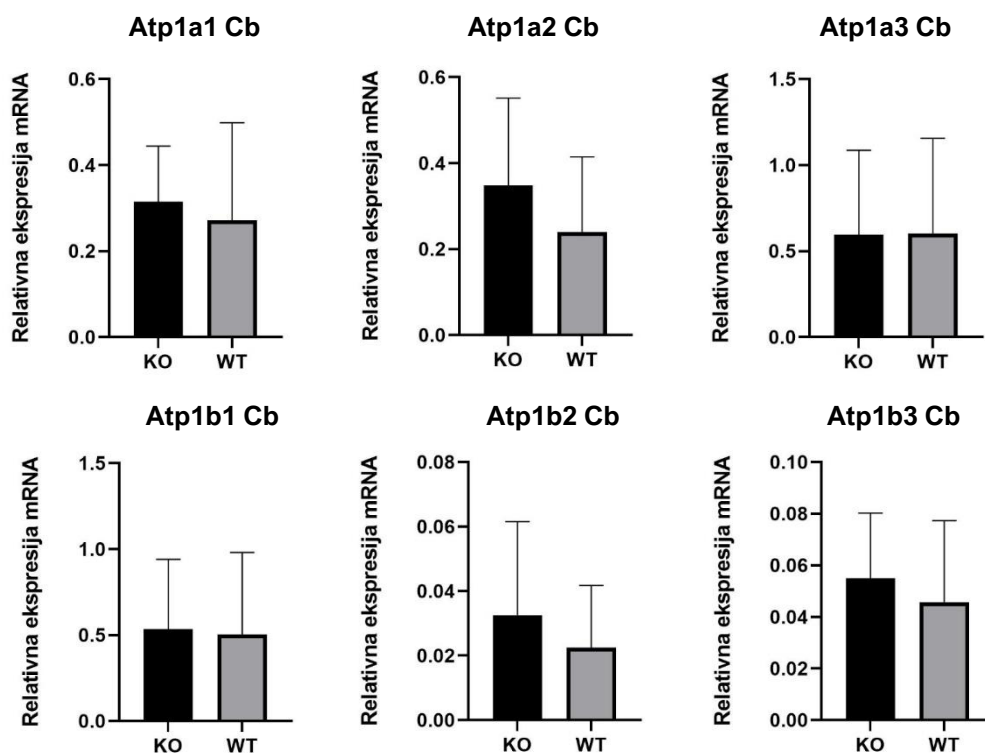 Atp1a1 Cb
Relativna ekspresija mRNA
0.6
0.4
0.2
0.0
KO WT
Atp1a2 Cb
Relativna ekspresija mRNA
0.6
0.4
0.2
0.0
KO WT
Atp1a3 Cb
Relativna ekspresija mRNA
1.5
1.0
0.5
0.0
KO WT
Atp1b1 Cb
Relativna ekspresija mRNA
1.5
1.0
0.5
0.0
KO WT
Atp1b2 Cb
Relativna ekspresija mRNA
0.08
0.06
0.04
0.02
0.00
KO WT
Atp1b3 Cb
Relativna ekspresija mRNA
0.10
0.08
0.06
0.04
0.02
0.00
KO WT